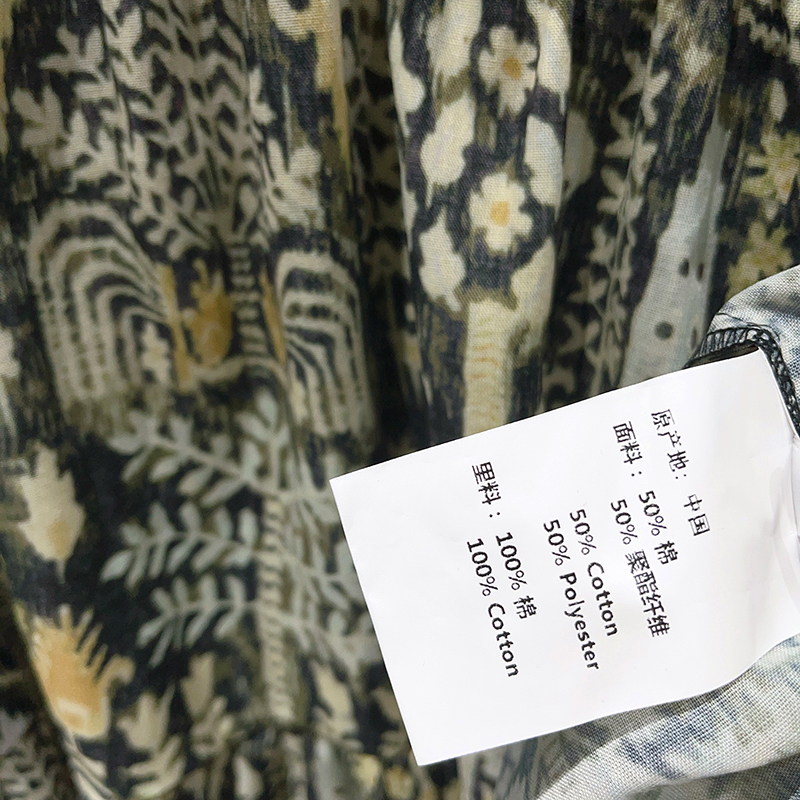 原产地：中国
面料：50% 棉
50% 聚酯纤维
50% Cotton
50% Polyester
里料：100% 棉
100% Cotton